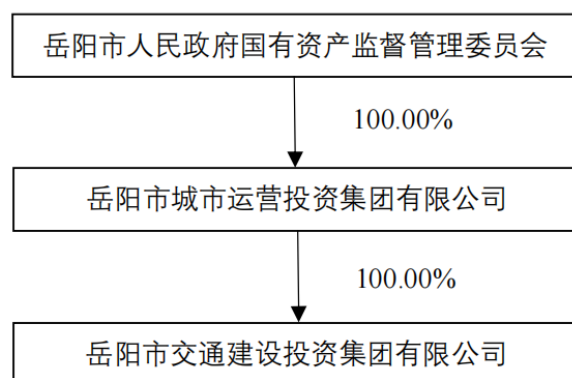 岳阳市人民政府国有资产监督管理委员会
100.00%
岳阳市城市运营投资集团有限公司
100.00%
岳阳市交通建设投资集团有限公司